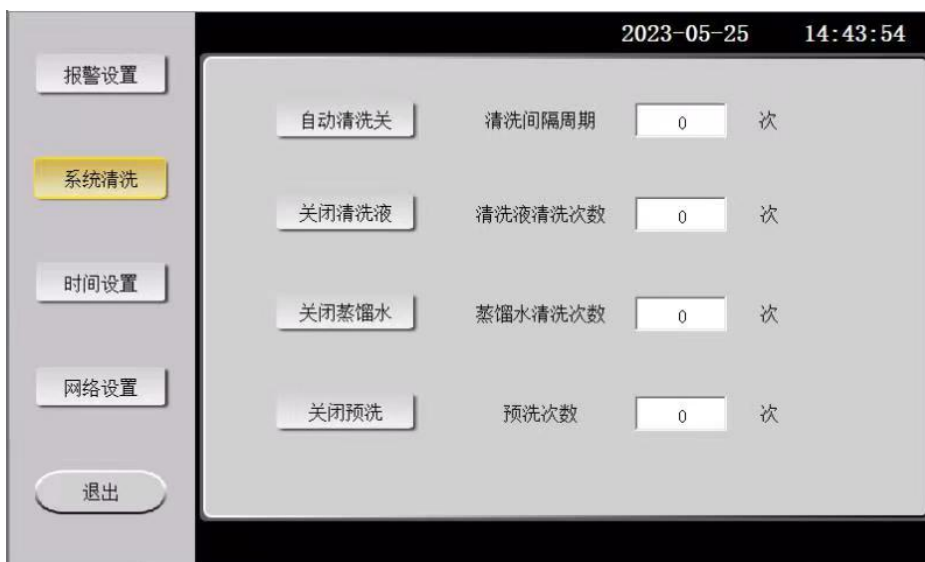 2023-05-25 14:43:54
报警设置
系统清洗
时间设置
网络设置
退出
自动清洗关 清洗间隔周期 0 次
关闭清洗液 清洗液清洗次数 0 次
关闭蒸馏水 蒸馏水清洗次数 0 次
关闭预洗 预洗次数 0 次